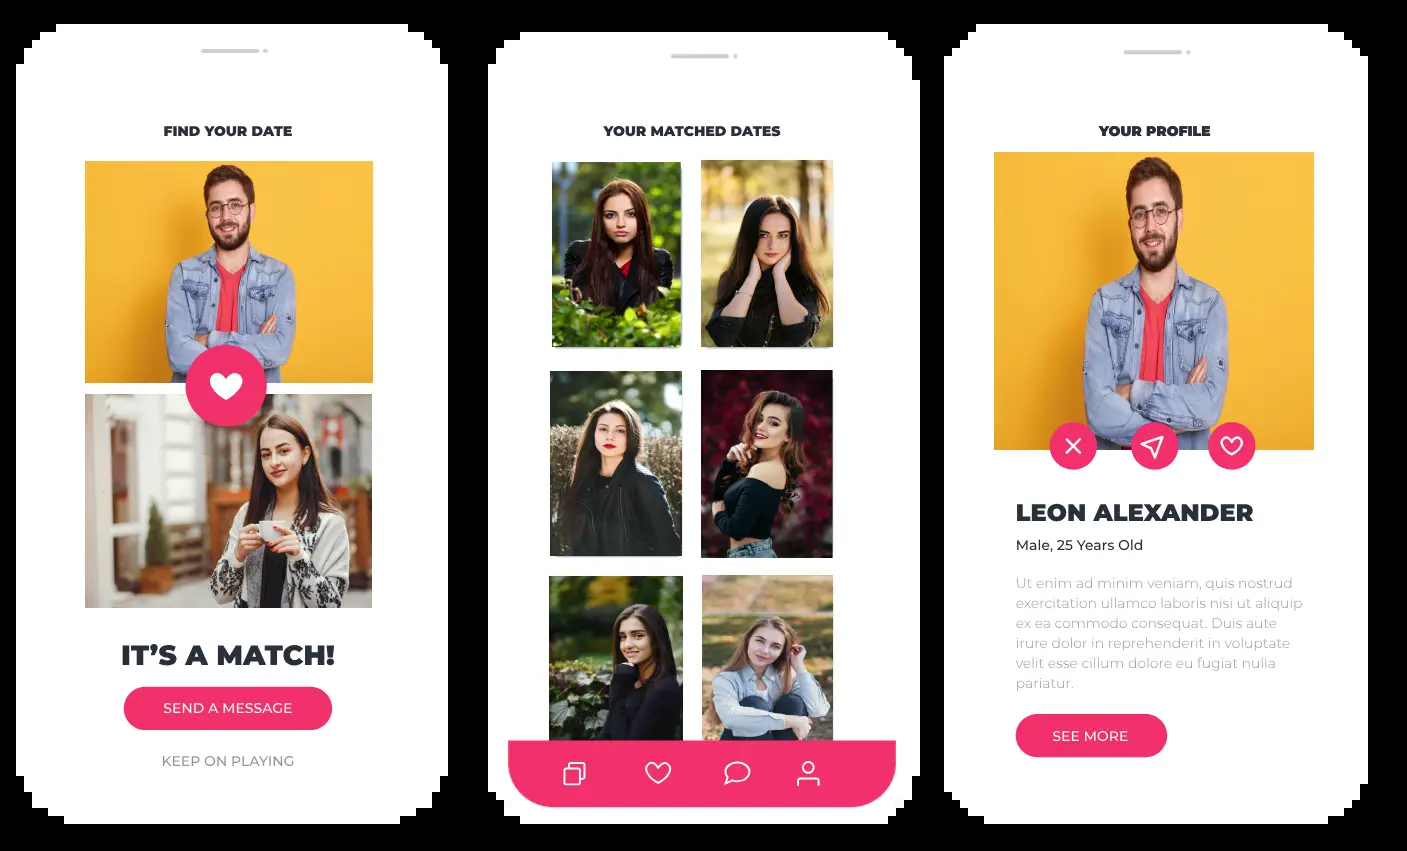 FIND YOUR DATE
IT’S A MATCH!
SEND A MESSAGE
KEEP ON PLAYING
YOUR MATCHED DATES
YOUR PROFILE
LEON ALEXANDER
Male, 25 Years Old
Ut enim ad minim veniam, quis nostrud
exercitation ullamco laboris nisi ut aliquip
ex ea commodo consequat. Duis aute
irure dolor in reprehenderit in voluptate
velit esse cillum dolore eu fugiat nulla
pariatur.
SEE MORE